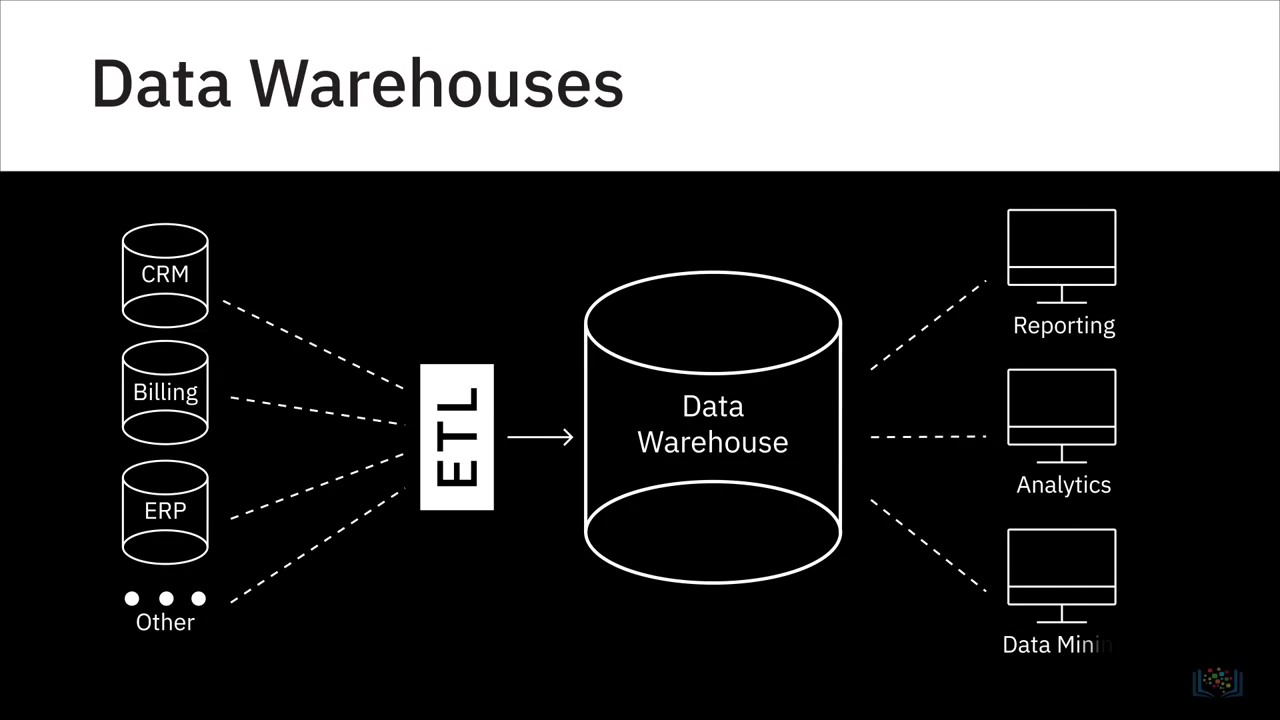 Data Warehouses
CRM
Billing
ERP
Other
ETL
Data
Warehouse
Reporting
Analytics
Data Minin